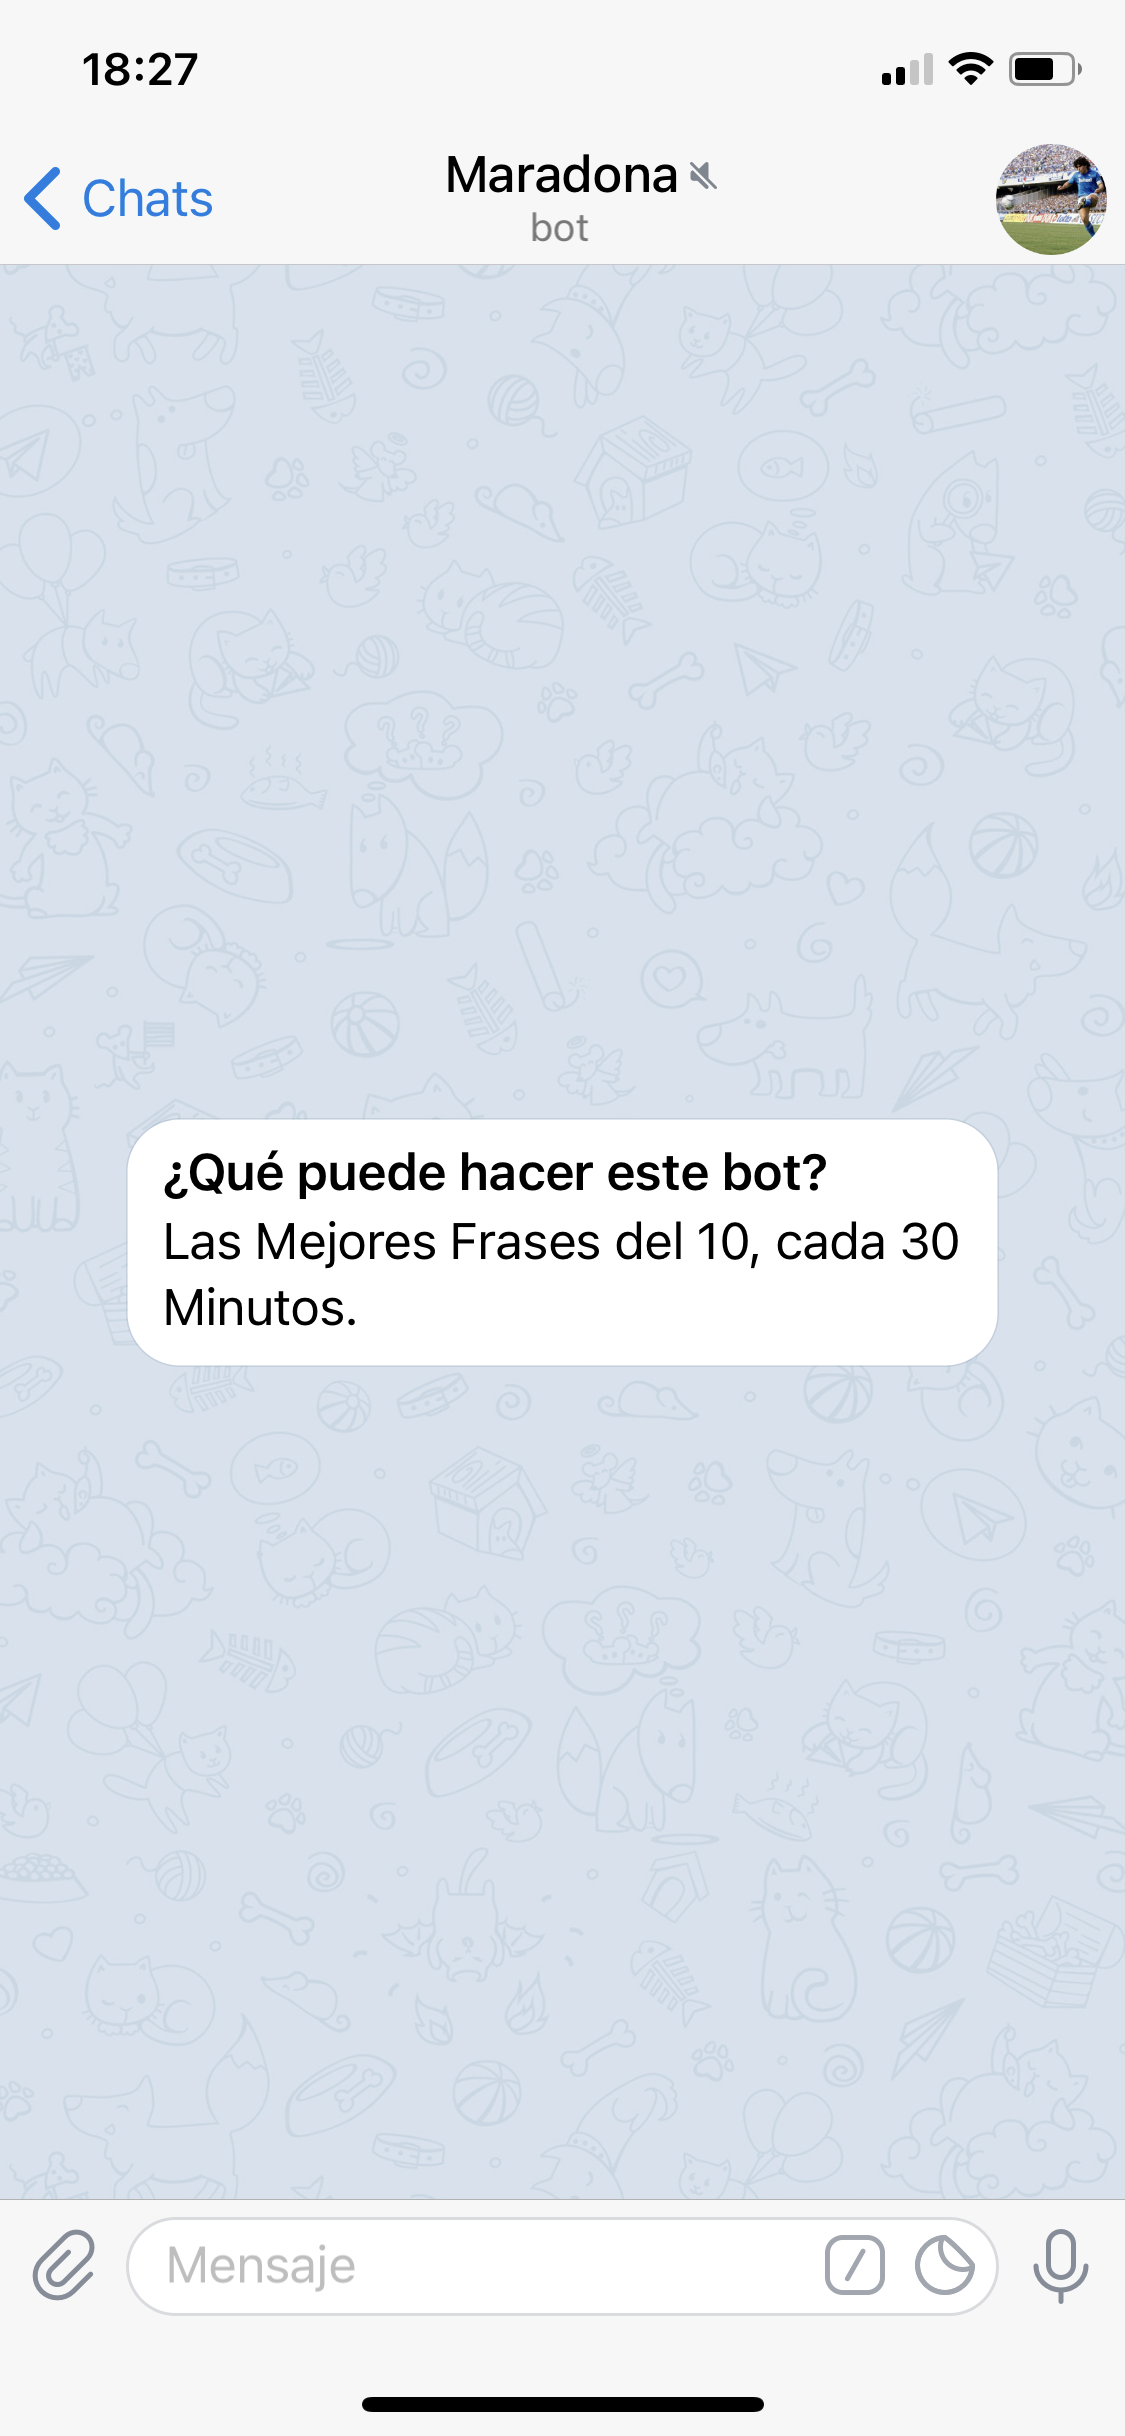 18:27
Chats
Maradona
bot
¿Qué puede hacer este bot?
Las Mejores Frases del 10, cada 30
Minutos.
Mensaje